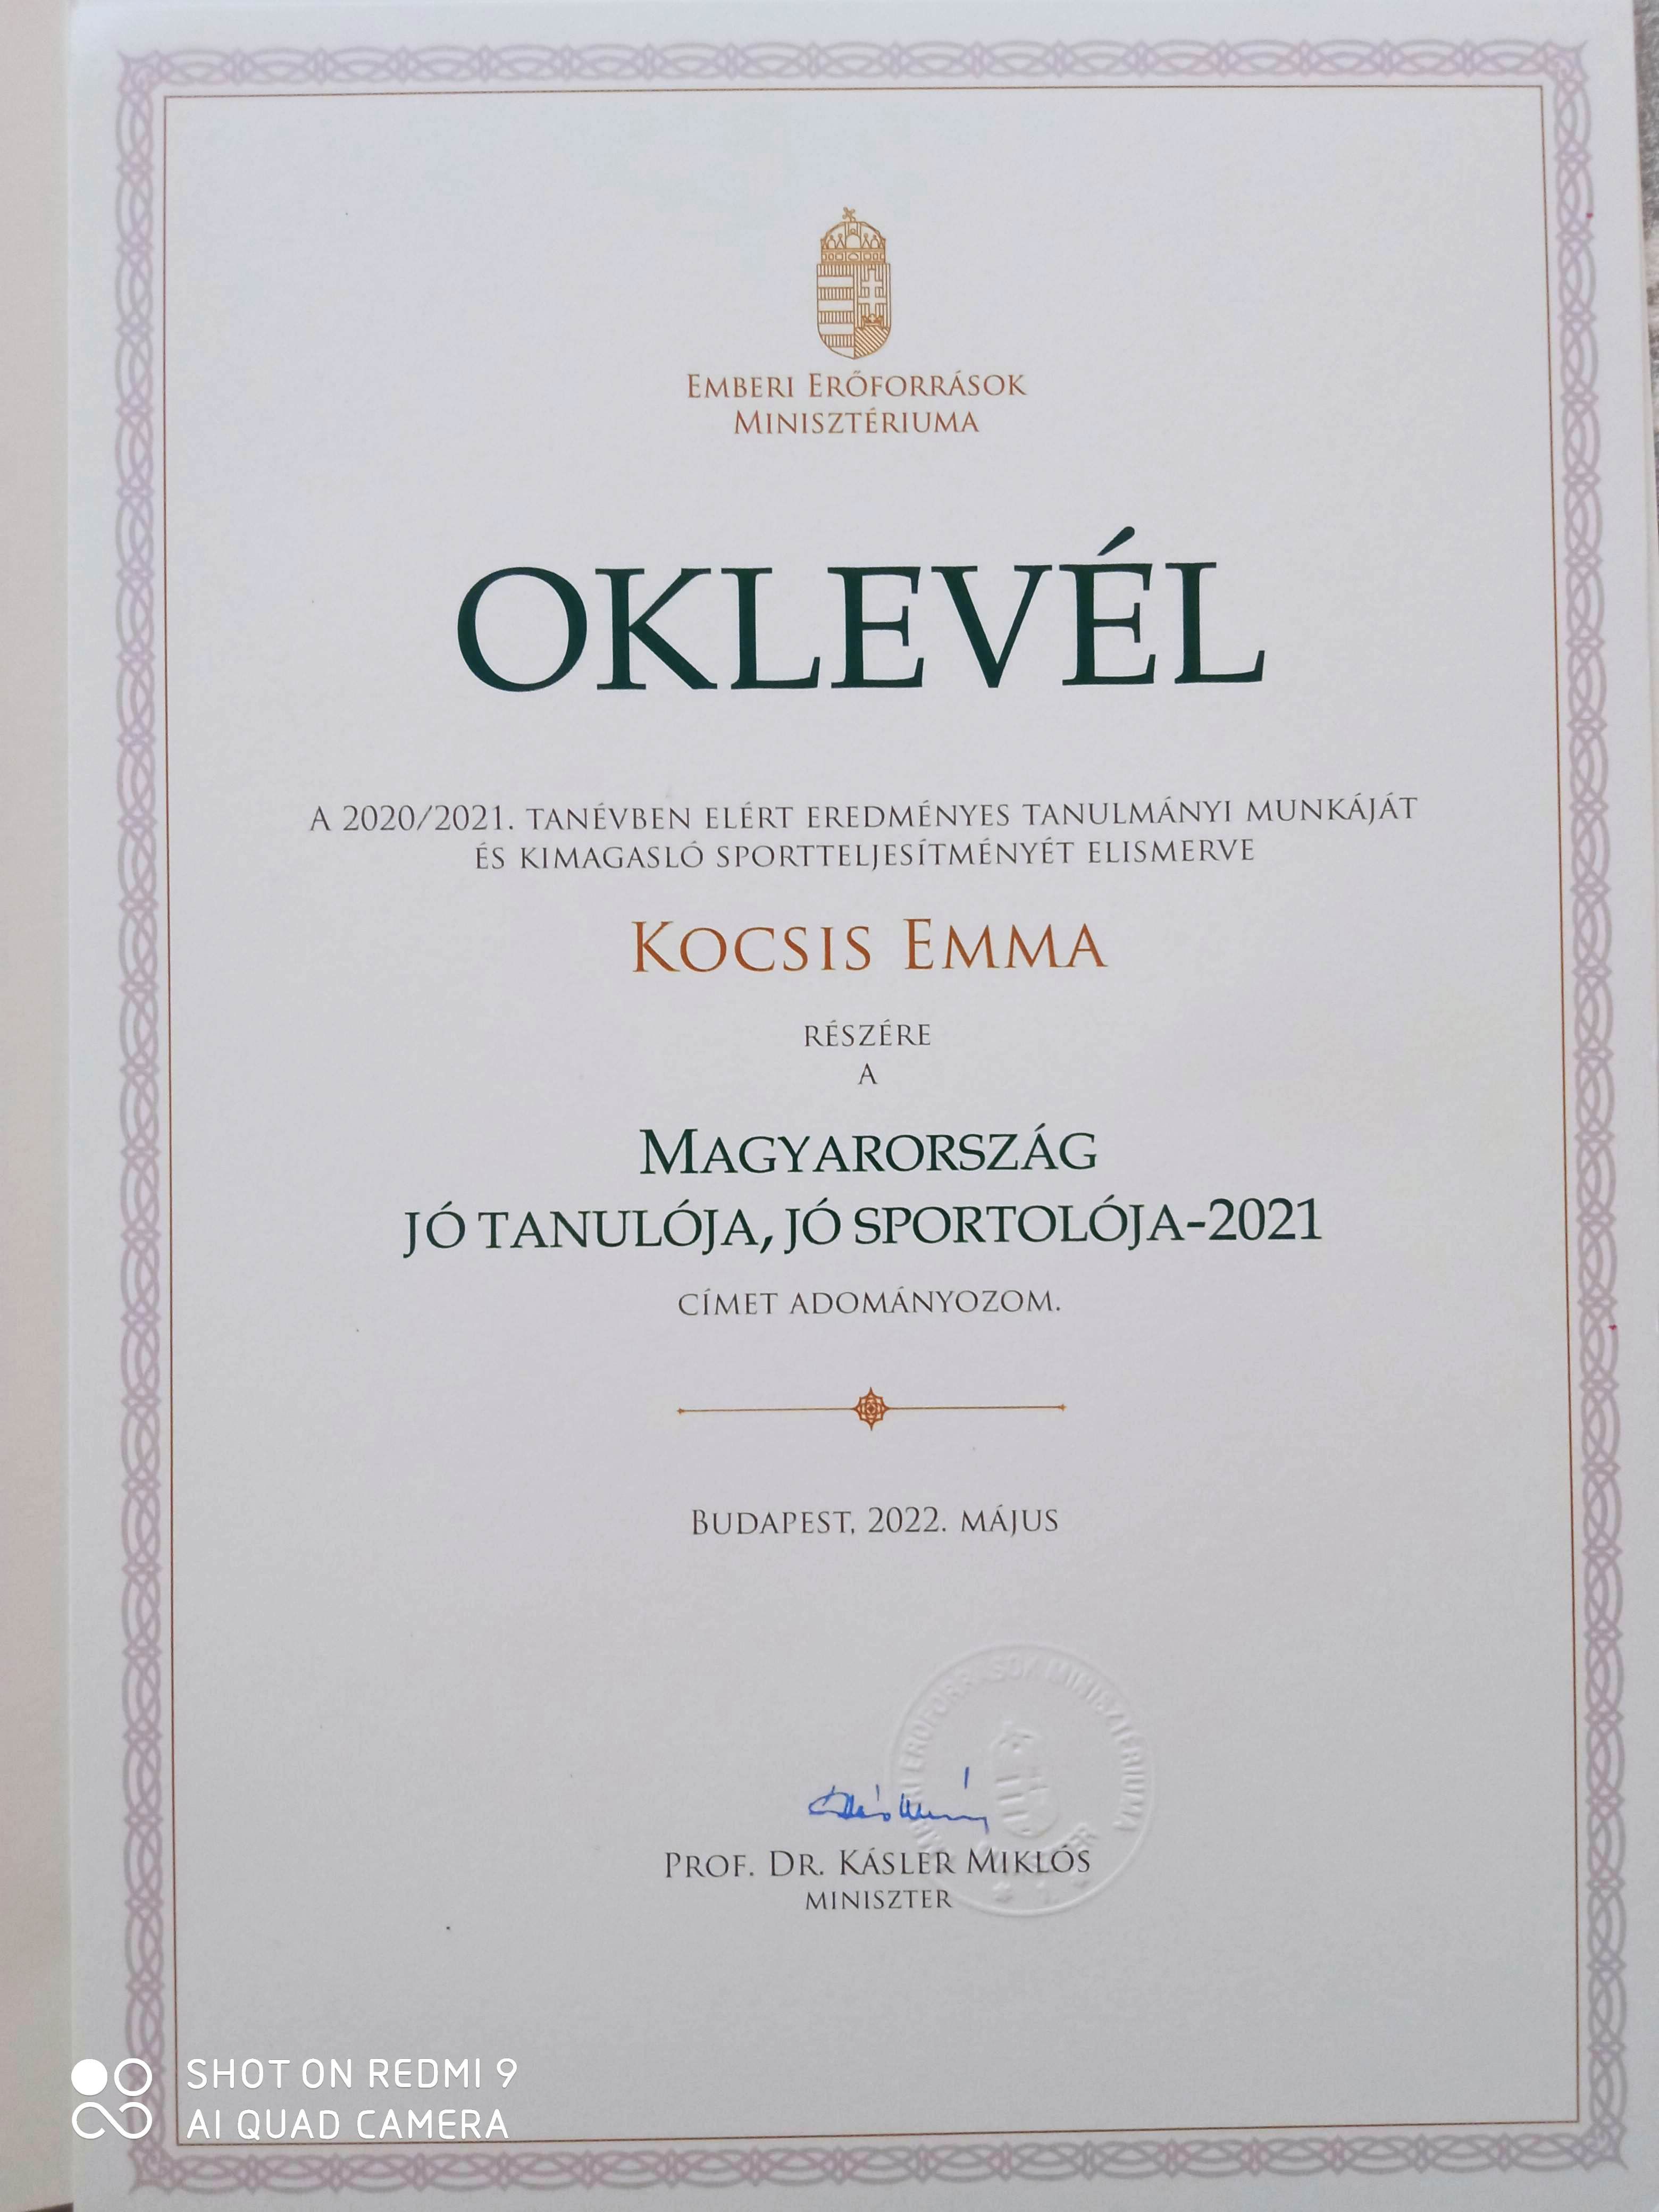 EMBERI ERŐFORRÁSOK
MINISZTÉRIUMA
OKLEVÉL
A 2020/2021. TANÉVBEN ELÉRT EREDMÉNYES TANULMÁNYI MUNKÁJÁT
ÉS KIMAGASLÓ SPORTTELJESÍTMÉNYÉT ELISMERVE
KOCSIS EMMA
RÉSZÉRE
A
MAGYARORSZÁG
JÓ TANULÓJA, JÓ SPORTOLÓJA-2021
CÍMET ADOMÁNYOZOM.
BUDAPEST, 2022. MÁJUS
PROF. DR. KÁSLER MIKLÓS
MINISZTER
SHOT ON REDMI 9
AI QUAD CAMERA